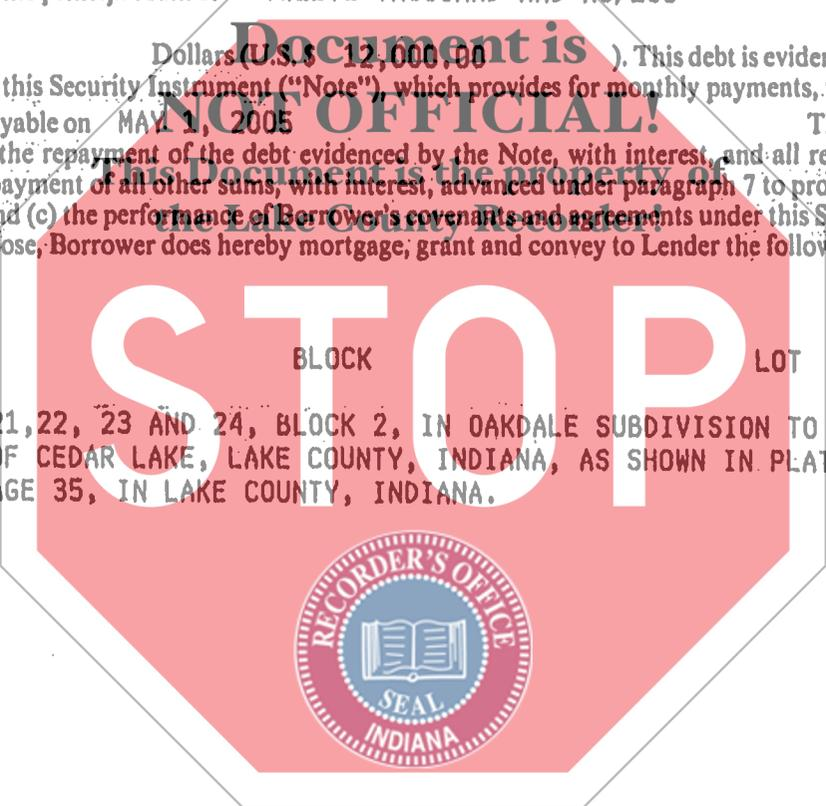 Document is
Dollars (U.S.$ 12,000.00 ). This debt is eviden
this Security Instrument ("Note"), which provides for monthly payments,
NOT OFFICIAL!
yable on MAY 1, 2005 T
the repayment of the debt evidenced by the Note, with interest, and all re
This Document is the property of
payment of all other sums, with interest, advanced under paragraph 7 to pro
the Lake County Recorder!
nd (c) the performance of Borrower's covenants and agreements under this S
ose, Borrower does hereby mortgage, grant and convey to Lender the follow
STOP
BLOCK LOT
21,22, 23 AND 24, BLOCK 2, IN OAKDALE SUBDIVISION TO
OF CEDAR LAKE, LAKE COUNTY, INDIANA, AS SHOWN IN PLAT
AGE 35, IN LAKE COUNTY, INDIANA.
RECORDER'S OFFICE
SEAL
INDIANA